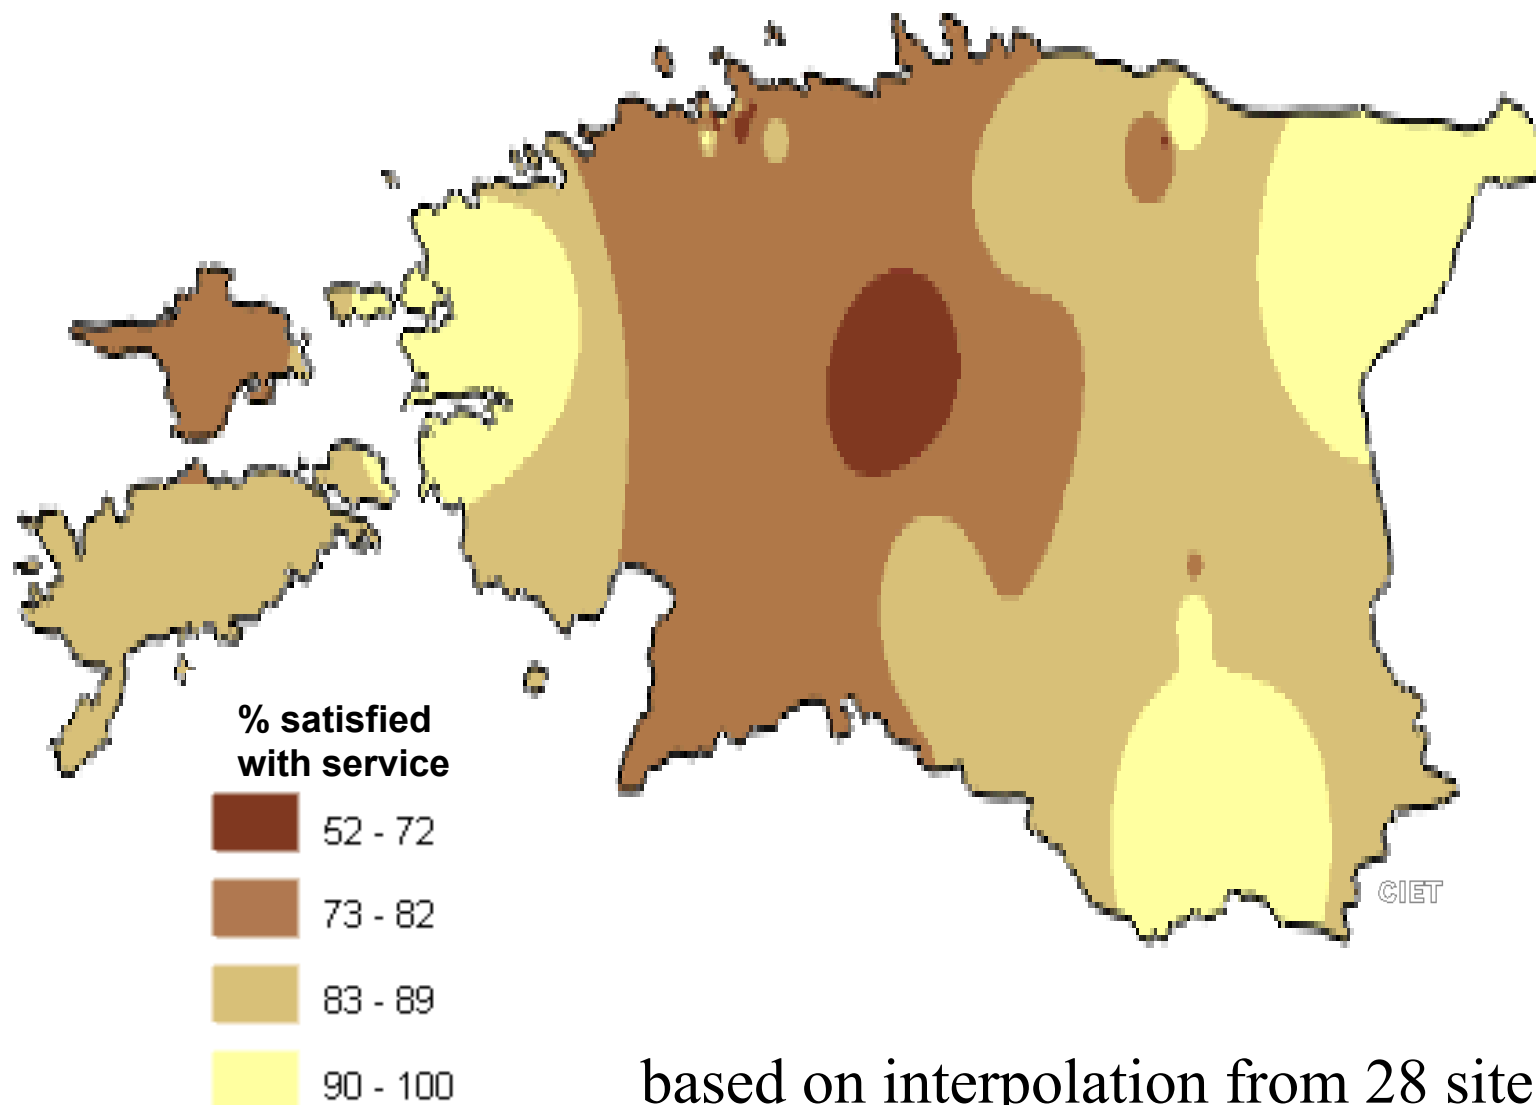 % satisfied
with service
52 - 72
73 - 82
83 - 89
90 - 100
CIET
based on interpolation from 28 site